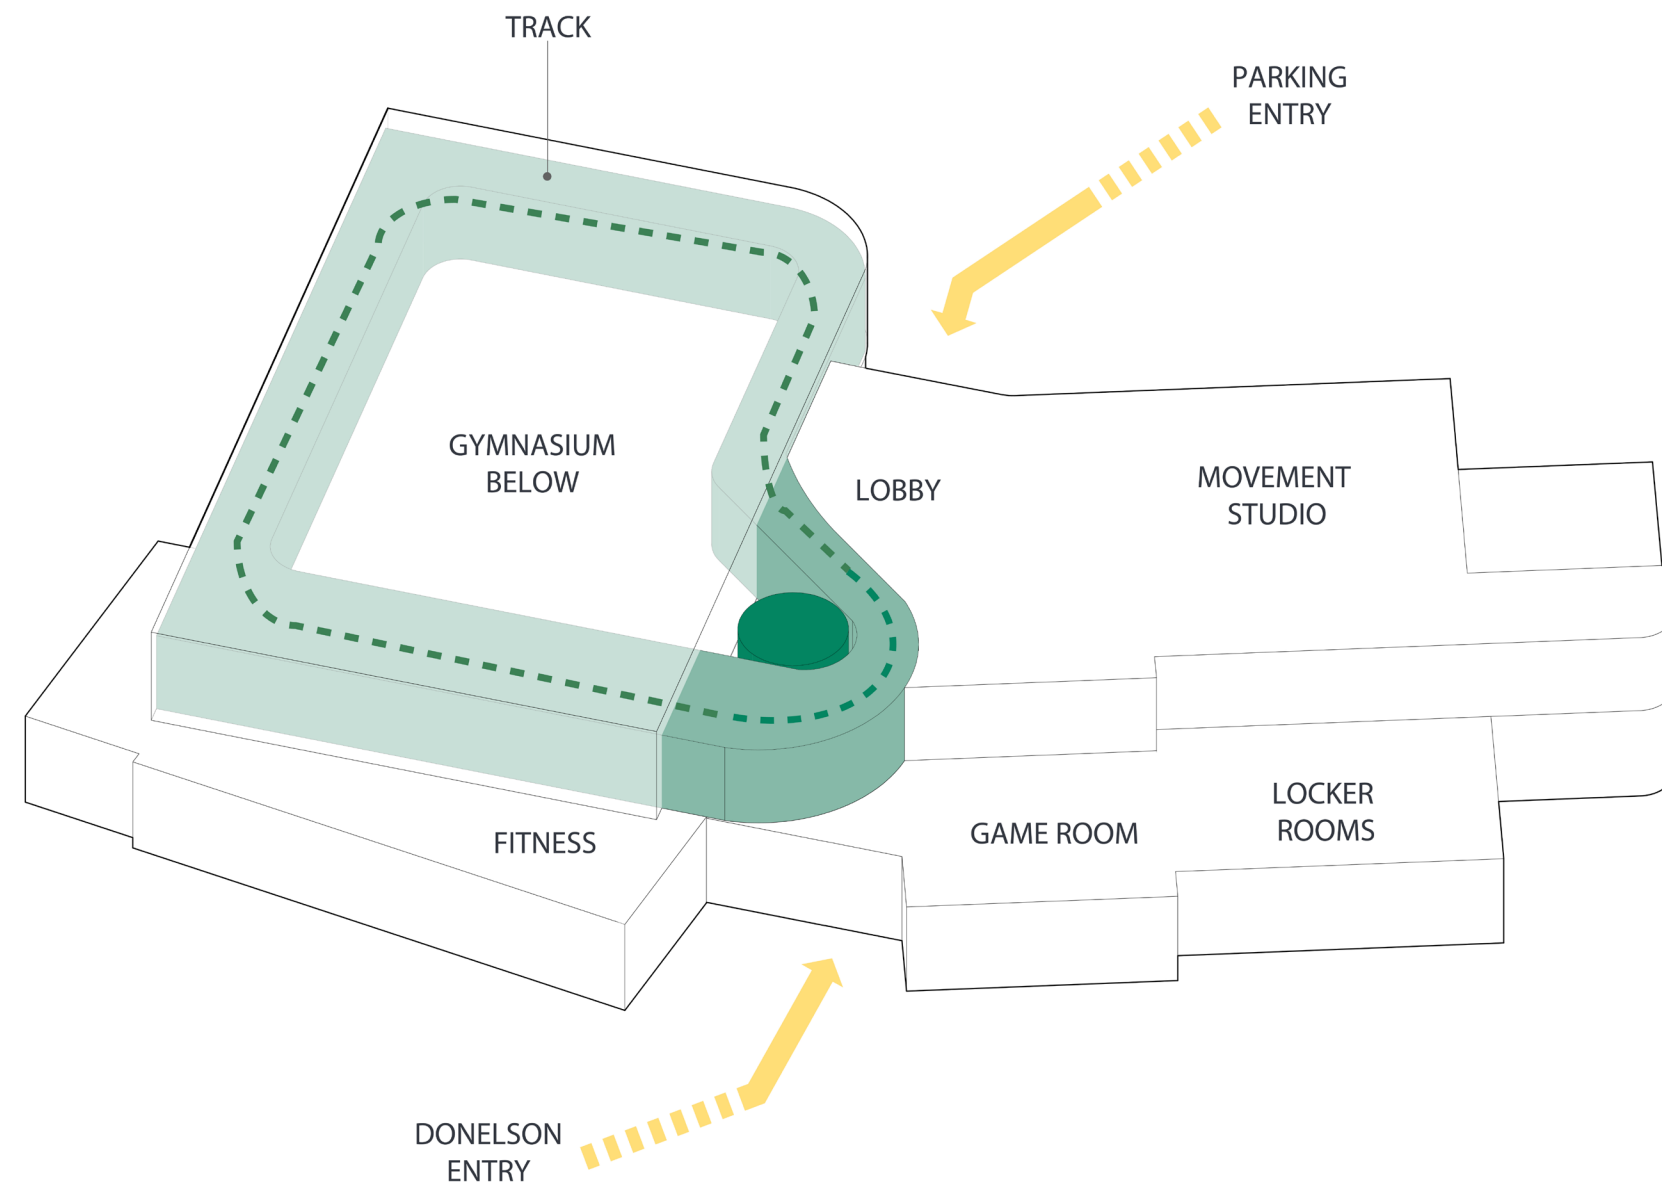 TRACK
PARKING
ENTRY
GYMNASIUM
BELOW
LOBBY
MOVEMENT
STUDIO
FITNESS
GAME ROOM
LOCKER
ROOMS
DONELSON
ENTRY